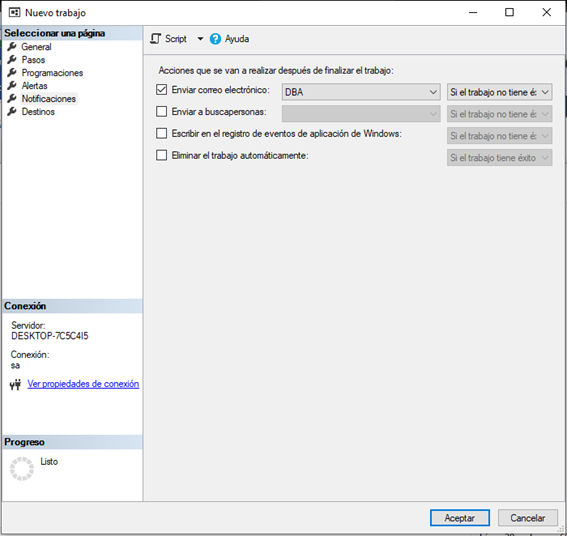 Nuevo trabajo
Seleccionar una página
General
Pasos
Programaciones
Alertas
Notificaciones
Destinos
Script
Ayuda
Acciones que se van a realizar después de finalizar el trabajo:
Enviar correo electrónico: DBA Si el trabajo no tiene é:
Enviar a buscapersonas: Si el trabajo no tiene é:
Escribir en el registro de eventos de aplicación de Windows: Si el trabajo no tiene é:
Eliminar el trabajo automáticamente: Si el trabajo tiene éxito
Conexión
Servidor:
DESKTOP-7C5C4I5
Conexión:
sa
Ver propiedades de conexión
Progreso
Listo
Aceptar Cancelar